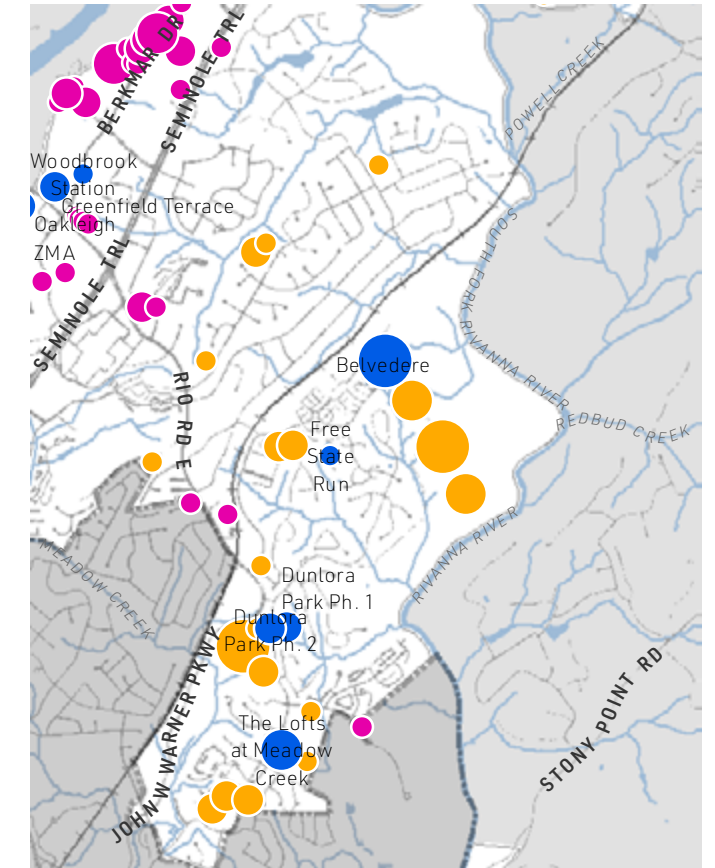 BERKMAR DR
SEMINOLE TRL
POWELL CREEK
Woodbrook
Station
Greenfield Terrace
Oakleigh
ZMA
SEMINOLE TRL
SOUTH FORK RIVANNA RIVER
Belvedere
RIO RD E
REDBUD CREEK
Free
State
Run
RIVANNA RIVER
MEADOW CREEK
Dunlora
Park Ph. 1
Dunlora
Park Ph. 2
JOHN W WARNER PKWY
STONY POINT RD
The Lofts
at Meadow
Creek